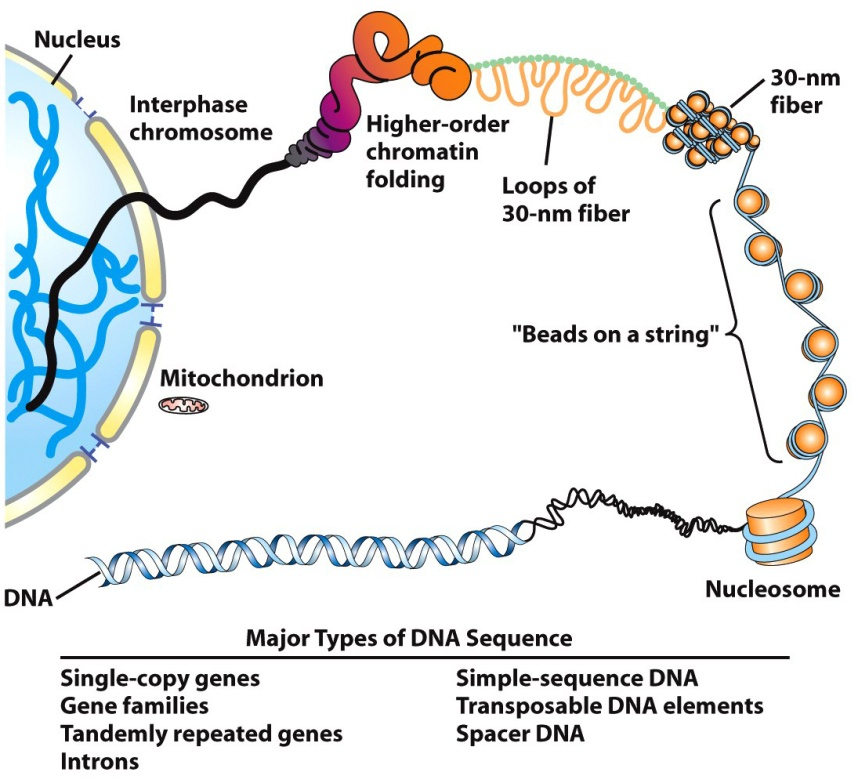 Nucleus
Interphase
chromosome
Higher-order
chromatin
folding
Loops of
30-nm fiber
30-nm
fiber
"Beads on a string"
Mitochondrion
Nucleosome
DNA
Major Types of DNA Sequence
Single-copy genes
Gene families
Tandemly repeated genes
Introns
Simple-sequence DNA
Transposable DNA elements
Spacer DNA